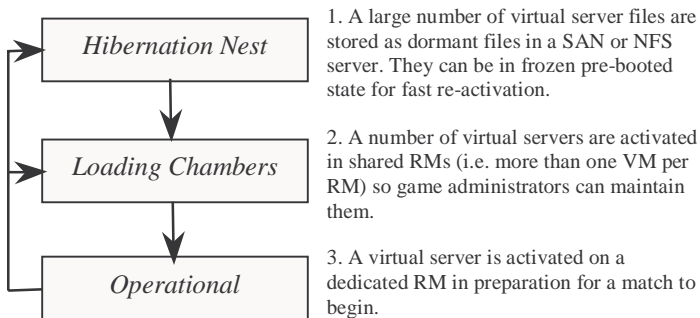 Hibernation Nest
1. A large number of virtual server files are
stored as dormant files in a SAN or NFS
server. They can be in frozen pre-booted
state for fast re-activation.
Loading Chambers
2. A number of virtual servers are activated
in shared RMs (i.e. more than one VM per
RM) so game administrators can maintain
them.
Operational
3. A virtual server is activated on a
dedicated RM in preparation for a match to
begin.